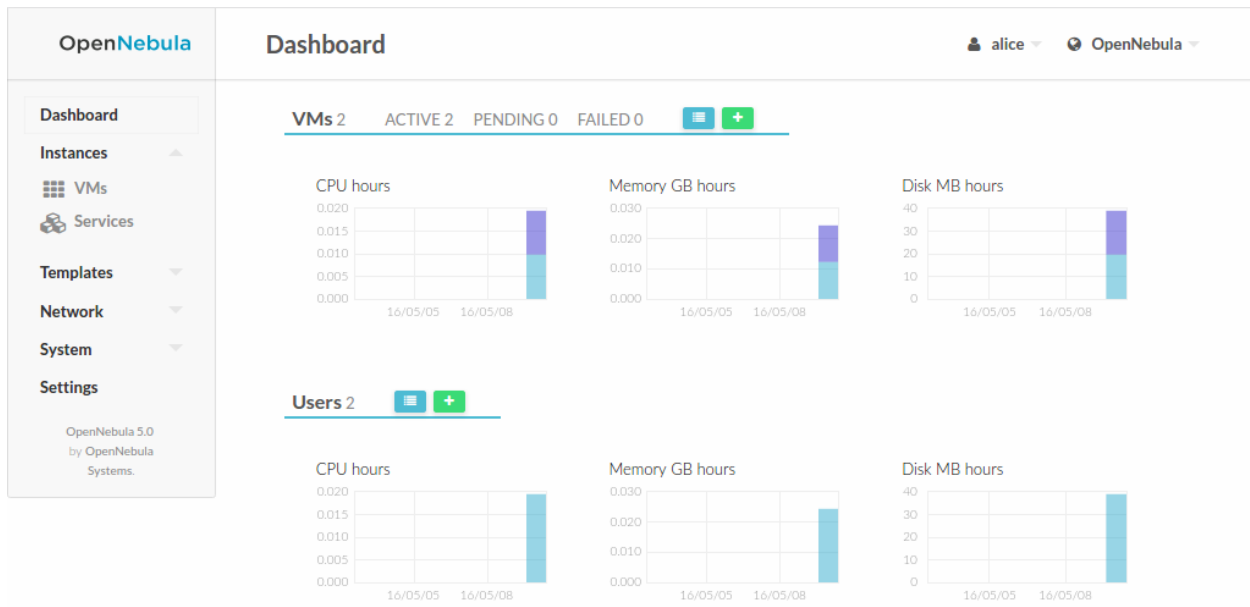 OpenNebula
Dashboard
alice
OpenNebula
Dashboard
Instances
VMs
Services
Templates
Network
System
Settings
OpenNebula 5.0
by OpenNebula
Systems.
VMs 2 ACTIVE 2 PENDING 0 FAILED 0
CPU hours
0.020
0.015
0.010
0.005
0.000
16/05/05 16/05/08
Memory GB hours
0.030
0.020
0.010
0.000
16/05/05 16/05/08
Disk MB hours
40
30
20
10
0
16/05/05 16/05/08
Users 2
CPU hours
0.020
0.015
0.010
0.005
0.000
16/05/05 16/05/08
Memory GB hours
0.030
0.020
0.010
0.000
16/05/05 16/05/08
Disk MB hours
40
30
20
10
0
16/05/05 16/05/08